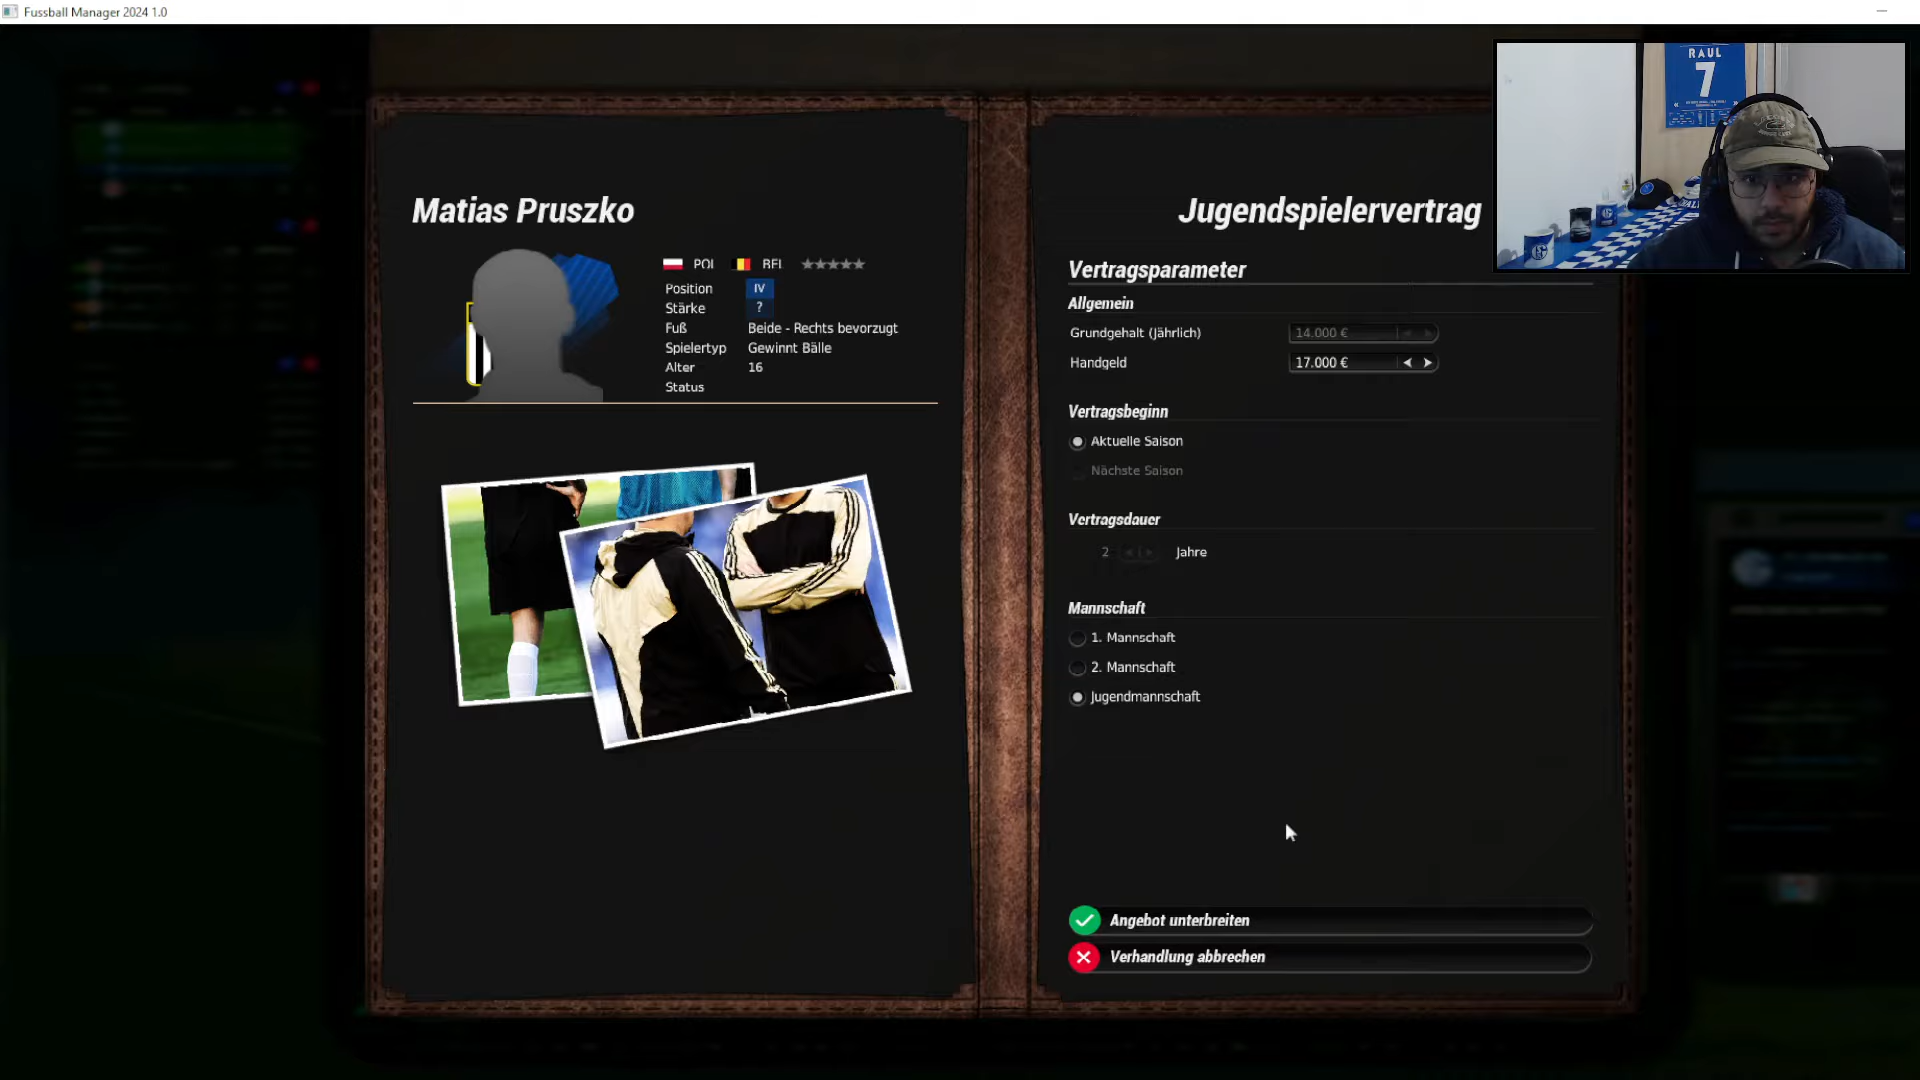 Fussball Manager 2024 1.0
RAUL
7
Matias Pruszko
POL BEL
Position IV
Stärke ?
Fuß Beide - Rechts bevorzugt
Spielertyp Gewinnt Bälle
Alter 16
Status
Jugendspielervertrag
Vertragsparameter
Allgemein
Grundgehalt (Jährlich) 14.000 €
Handgeld 17.000 €
Vertragsbeginn
Aktuelle Saison
Nächste Saison
Vertragsdauer
2 Jahre
Mannschaft
1. Mannschaft
2. Mannschaft
Jugendmannschaft
Angebot unterbreiten
Verhandlung abbrechen